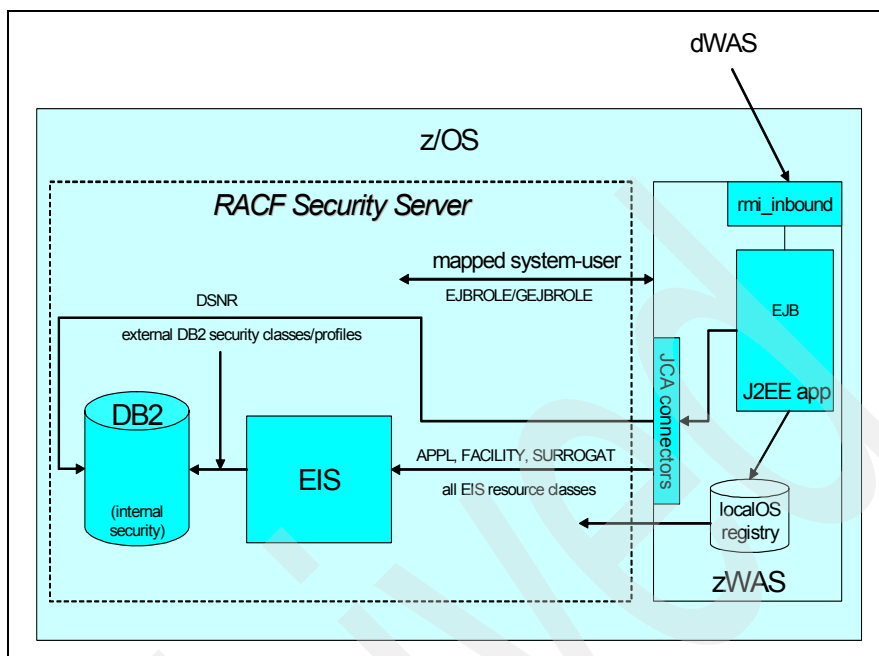 dWAS
z/OS
RACF Security Server
rmi_inbound
mapped system-user
EJBROLE/GEJBROLE
DSNR
external DB2 security classes/profiles
EJB
J2EE app
JCA connectors
DB2
(internal
security)
EIS
APPL, FACILITY, SURROGAT
all EIS resource classes
localOS
registry
zWAS